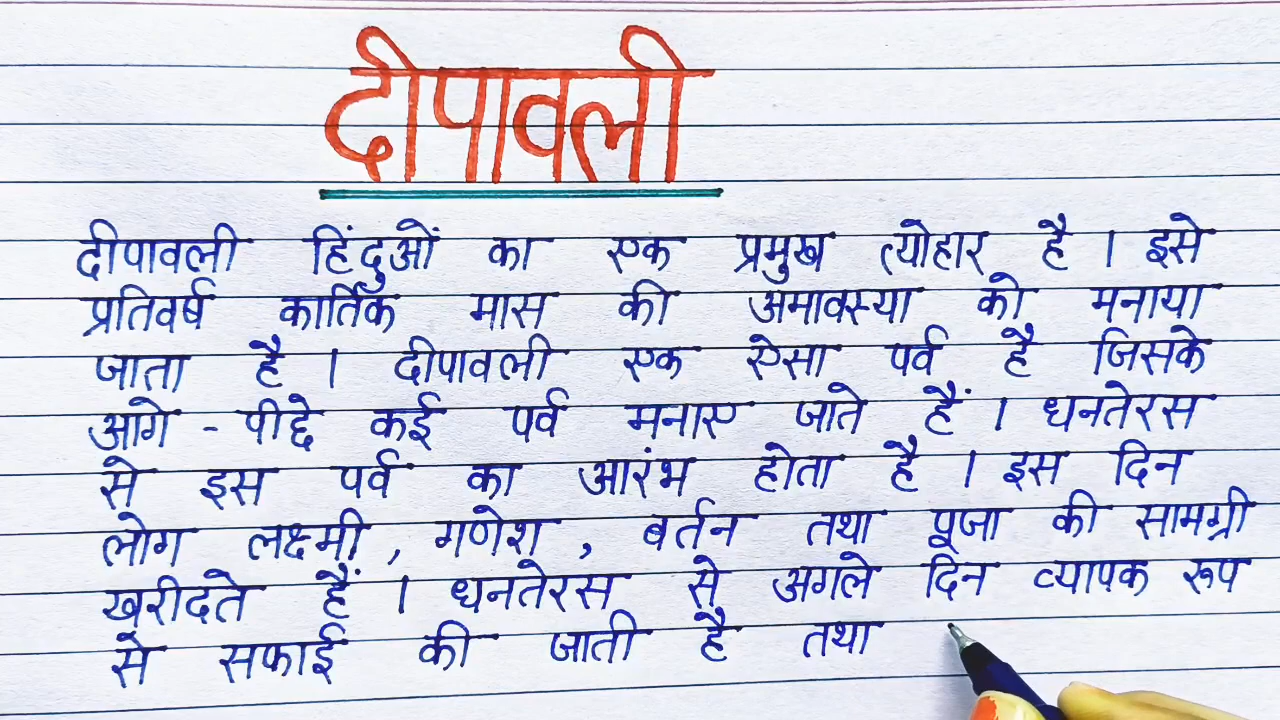 दीपावली
दीपावली हिंदुओं का एक प्रमुख त्योहार है । इसे
प्रतिवर्ष कार्तिक मास की अमावस्या को मनाया
जाता है । दीपावली एक ऐसा पर्व है जिसके
आगे - पीछे कई पर्व मनाए जाते हैं । धनतेरस
से इस पर्व का आरंभ होता है । इस दिन
लोग लक्ष्मी , गणेश , बर्तन तथा पूजा की सामग्री
खरीदते हैं । धनतेरस से अगले दिन व्यापक रूप
से सफाई की जाती है तथा